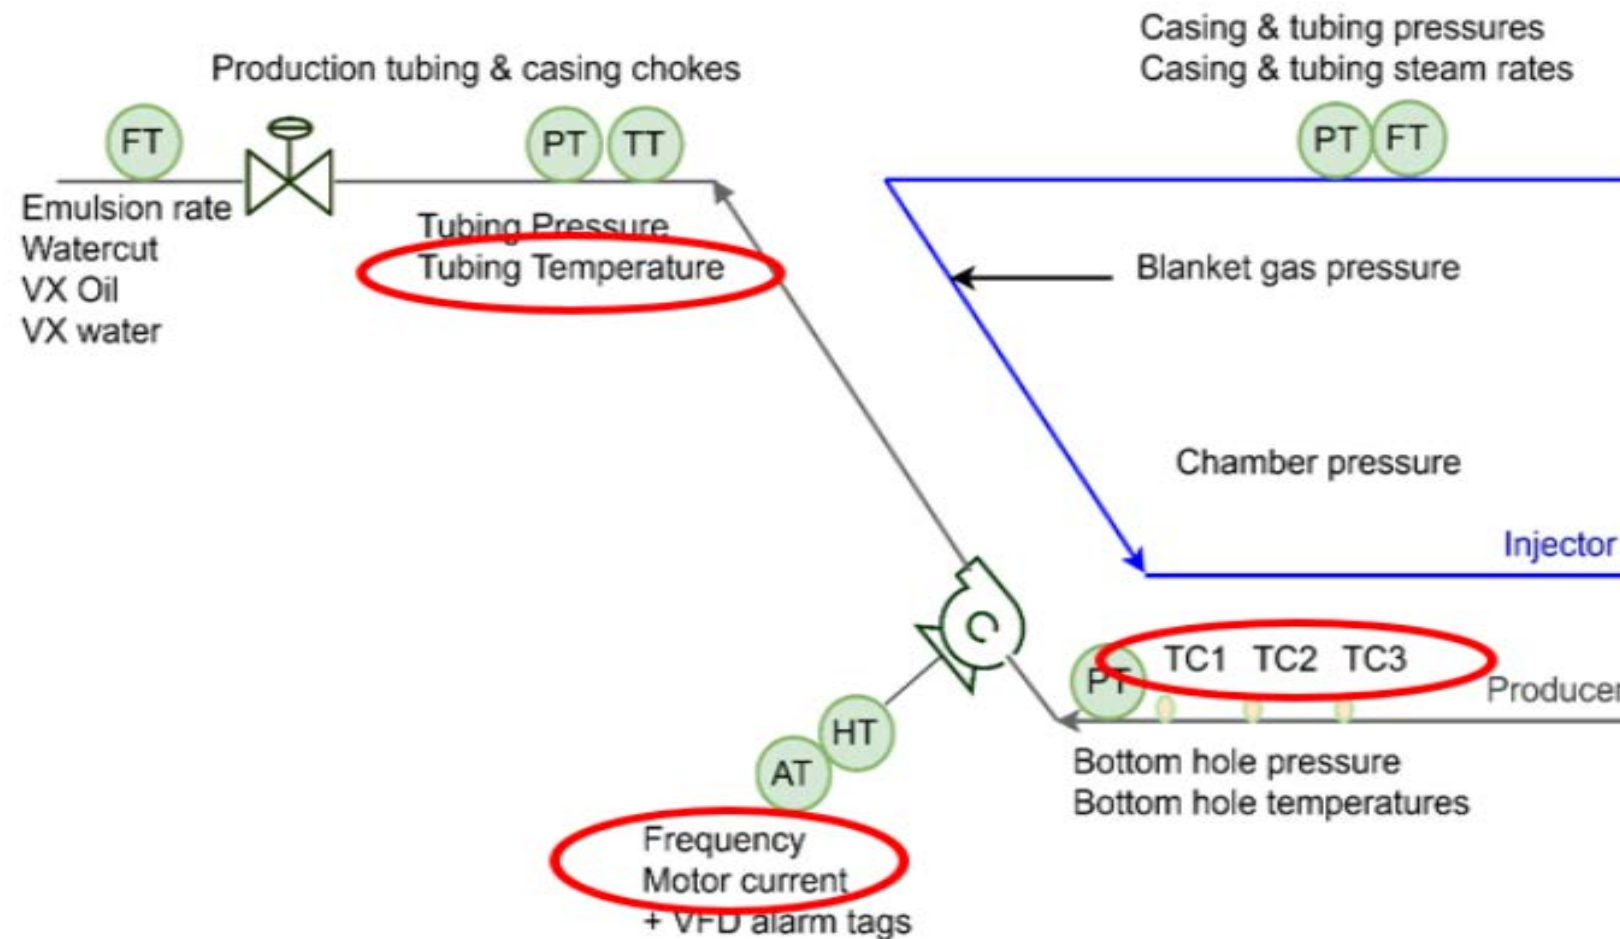 Casing & tubing pressures
Casing & tubing steam rates
Production tubing & casing chokes
FT
PT TT
PT FT
Emulsion rate
Watercut
VX Oil
VX water
Tubing Pressure
Tubing Temperature
Blanket gas pressure
Chamber pressure
Injector
C
PT TC1 TC2 TC3
Producer
HT
AT
Bottom hole pressure
Bottom hole temperatures
Frequency
Motor current
+ VFD alarm tags